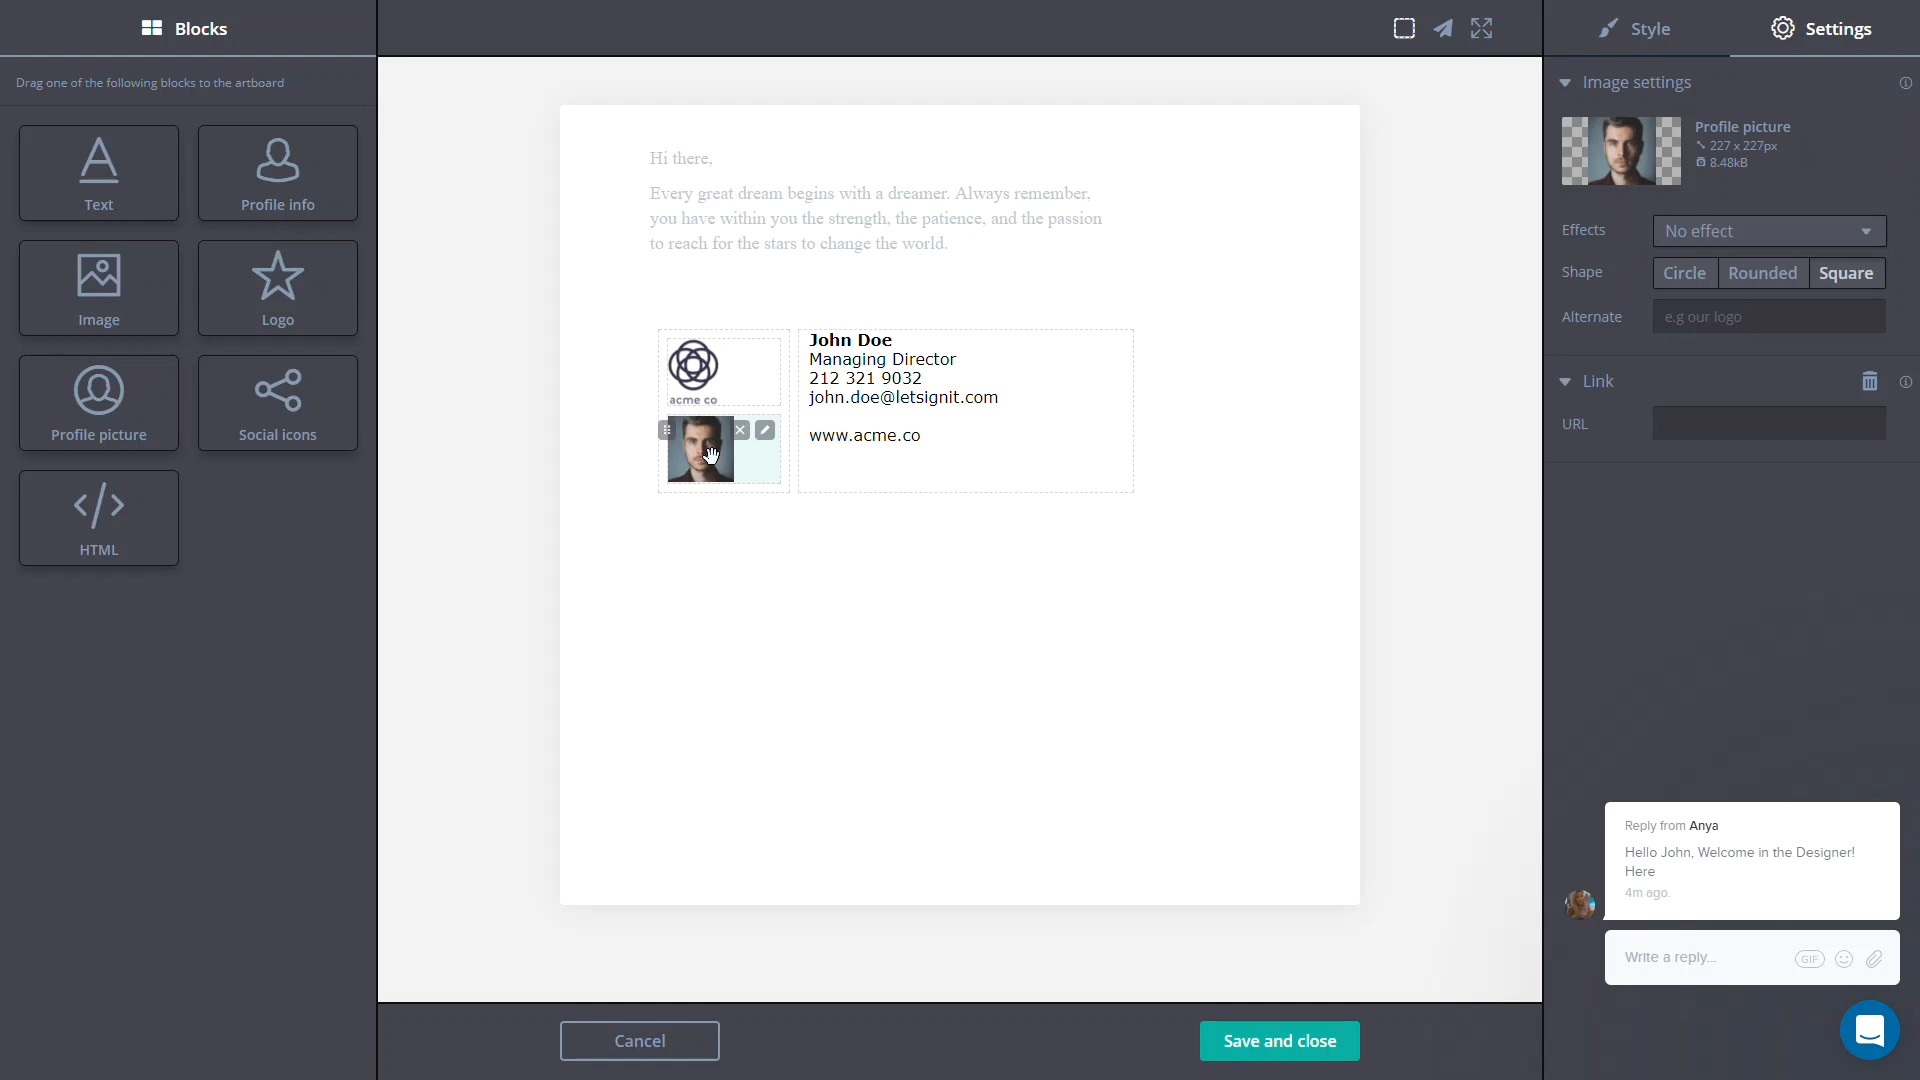 Blocks
Drag one of the following blocks to the artboard
Text
Profile info
Image
Logo
Profile picture
Social icons
HTML
Hi there,
Every great dream begins with a dreamer. Always remember,
you have within you the strength, the patience, and the passion
to reach for the stars to change the world.
acme co
John Doe
Managing Director
212 321 9032
john.doe@letsignit.com
www.acme.co
Cancel
Save and close
Style
Settings
Image settings
Profile picture
227 x 227px
8.48kB
Effects
No effect
Shape
Circle
Rounded
Square
Alternate
e.g our logo
Link
URL
Reply from Anya
Hello John, Welcome in the Designer!
Here
4m ago.
Write a reply...
GIF